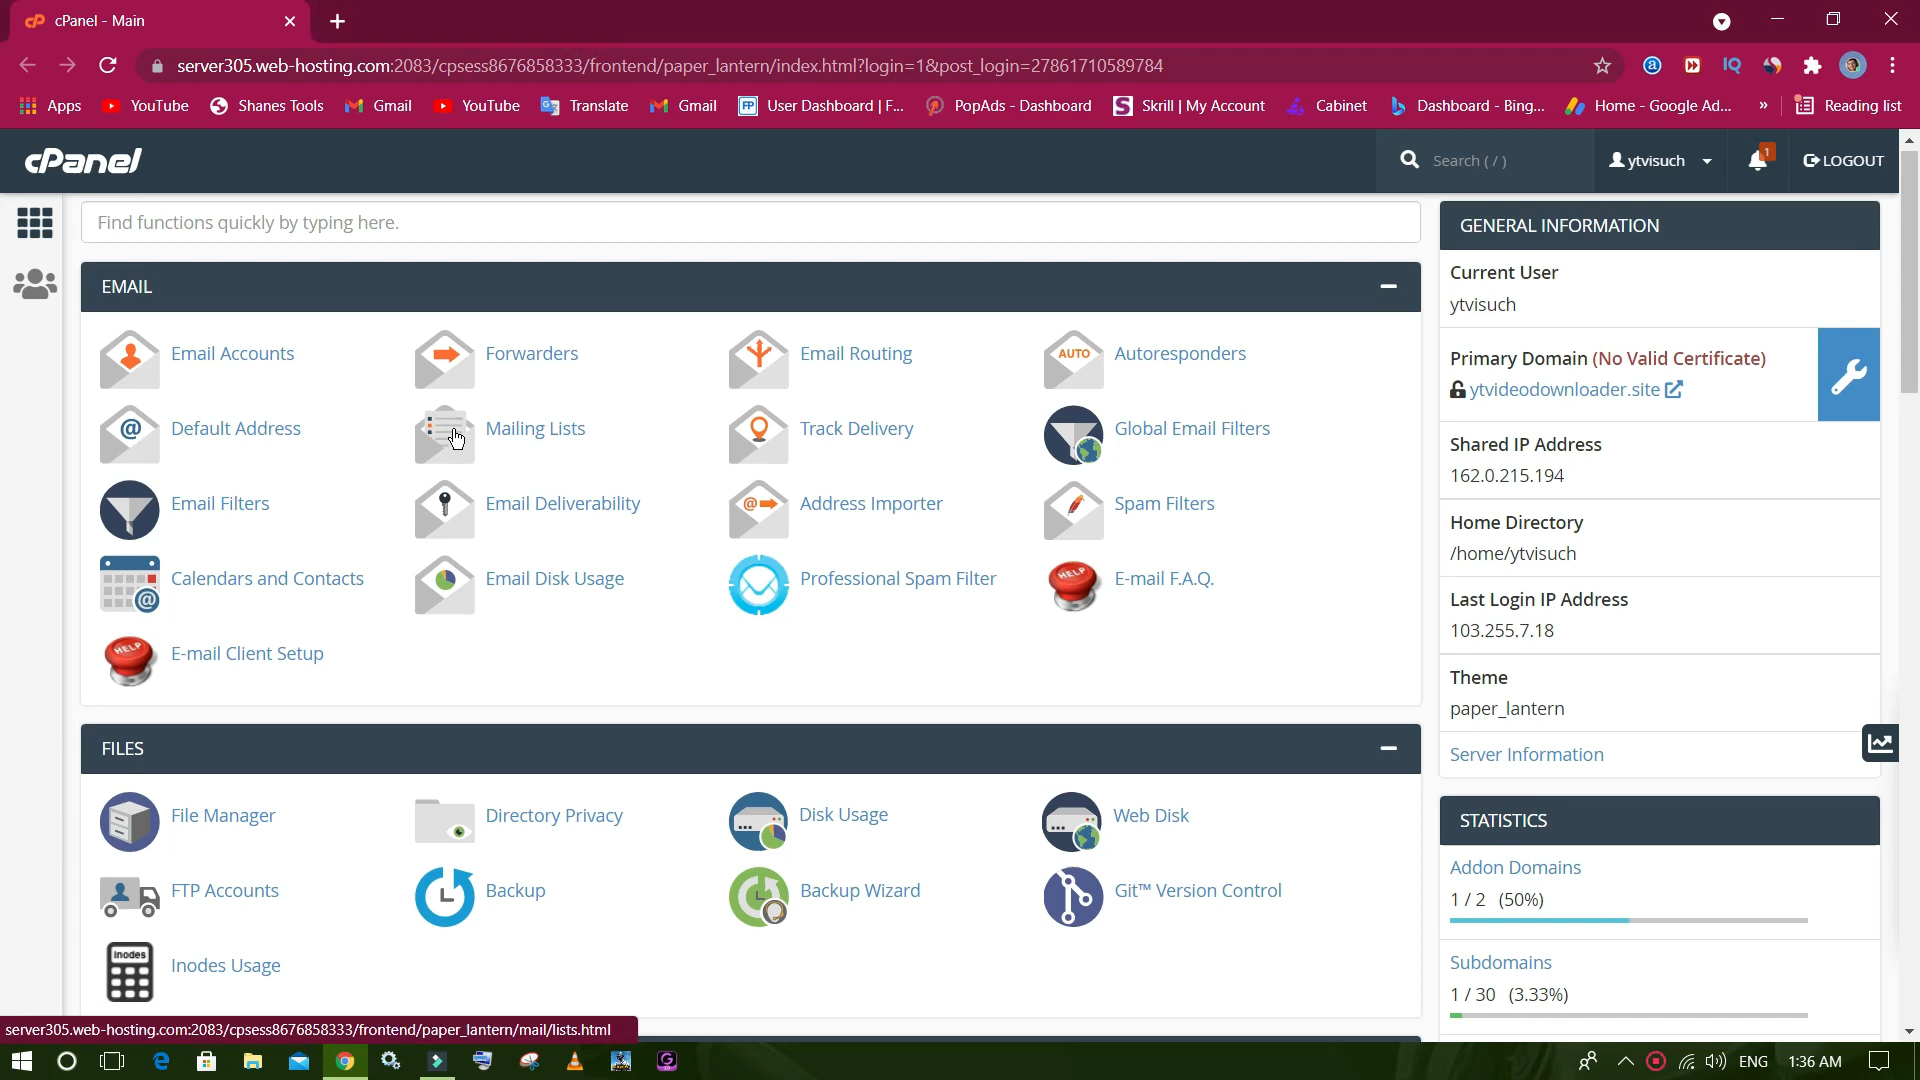 cPanel - Main
server305.web-hosting.com:2083/cpsess8676858333/frontend/paper_lantern/index.html?login=1&post_login=27861710589784
Apps YouTube Shanes Tools Gmail YouTube Translate Gmail User Dashboard | F... PopAds - Dashboard Skrill | My Account Cabinet Dashboard - Bing... Home - Google Ad... » Reading list
cPanel
Search ( / )
ytvisuch
1
LOGOUT
Find functions quickly by typing here.
EMAIL
Email Accounts
Forwarders
Email Routing
AUTO
Autoresponders
Default Address
Mailing Lists
Track Delivery
Global Email Filters
Email Filters
Email Deliverability
Address Importer
Spam Filters
Calendars and Contacts
Email Disk Usage
Professional Spam Filter
HELP
E-mail F.A.Q.
HELP
E-mail Client Setup
FILES
File Manager
Directory Privacy
Disk Usage
Web Disk
FTP Accounts
Backup
Backup Wizard
Git™ Version Control
inodes
Inodes Usage
GENERAL INFORMATION
Current User
ytvisuch
Primary Domain (No Valid Certificate)
ytvideodownloader.site
Shared IP Address
162.0.215.194
Home Directory
/home/ytvisuch
Last Login IP Address
103.255.7.18
Theme
paper_lantern
Server Information
STATISTICS
Addon Domains
1 / 2 (50%)
Subdomains
1 / 30 (3.33%)
server305.web-hosting.com:2083/cpsess8676858333/frontend/paper_lantern/mail/lists.html
ENG 1:36 AM